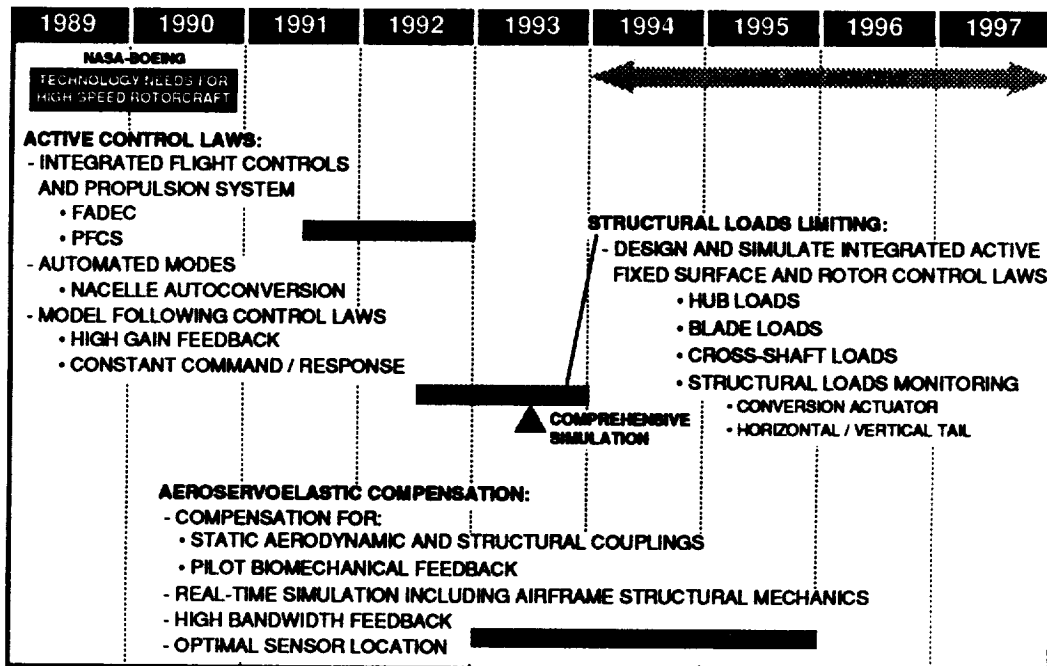 1989 1990 1991 1992 1993 1994 1995 1996 1997
NASA-BOEING
TECHNOLOGY NEEDS FOR
HIGH SPEED ROTORCRAFT
ACTIVE CONTROL LAWS:
- INTEGRATED FLIGHT CONTROLS
AND PROPULSION SYSTEM
• FADEC
• PFCS
- AUTOMATED MODES
• NACELLE AUTOCONVERSION
- MODEL FOLLOWING CONTROL LAWS
• HIGH GAIN FEEDBACK
• CONSTANT COMMAND / RESPONSE
STRUCTURAL LOADS LIMITING:
- DESIGN AND SIMULATE INTEGRATED ACTIVE
FIXED SURFACE AND ROTOR CONTROL LAWS
• HUB LOADS
• BLADE LOADS
• CROSS-SHAFT LOADS
• STRUCTURAL LOADS MONITORING
• CONVERSION ACTUATOR
• HORIZONTAL / VERTICAL TAIL
COMPREHENSIVE
SIMULATION
AEROSERVOELASTIC COMPENSATION:
- COMPENSATION FOR:
• STATIC AERODYNAMIC AND STRUCTURAL COUPLINGS
• PILOT BIOMECHANICAL FEEDBACK
- REAL-TIME SIMULATION INCLUDING AIRFRAME STRUCTURAL MECHANICS
- HIGH BANDWIDTH FEEDBACK
- OPTIMAL SENSOR LOCATION